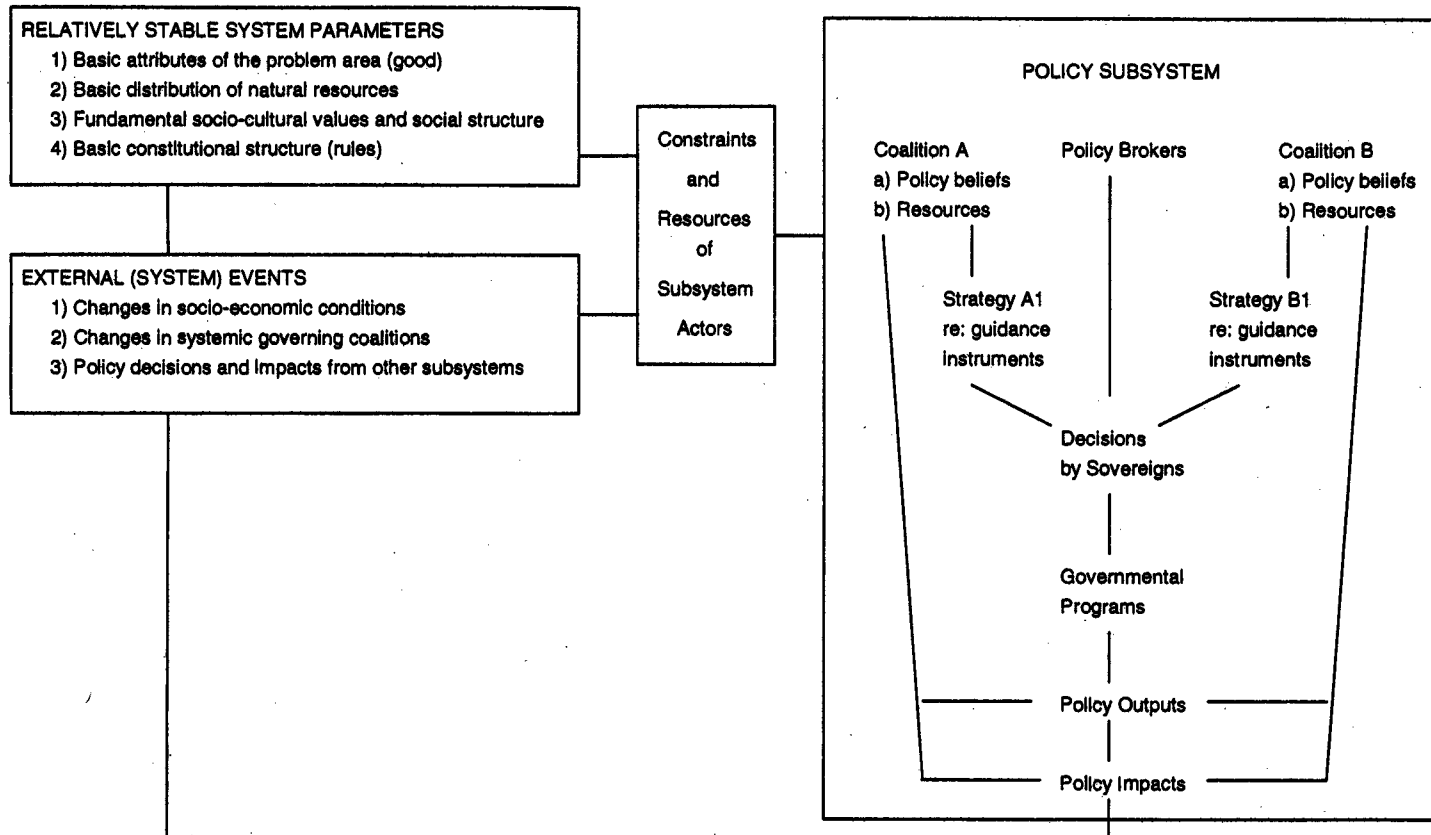 RELATIVELY STABLE SYSTEM PARAMETERS
1) Basic attributes of the problem area (good)
2) Basic distribution of natural resources
3) Fundamental socio-cultural values and social structure
4) Basic constitutional structure (rules)
EXTERNAL (SYSTEM) EVENTS
1) Changes in socio-economic conditions
2) Changes in systemic governing coalitions
3) Policy decisions and impacts from other subsystems
Constraints
and
Resources
of
Subsystem
Actors
POLICY SUBSYSTEM
Coalition A
a) Policy beliefs
b) Resources
Policy Brokers
Coalition B
a) Policy beliefs
b) Resources
Strategy A1
re: guidance
instruments
Strategy B1
re: guidance
instruments
Decisions
by Sovereigns
Governmental
Programs
Policy Outputs
Policy Impacts